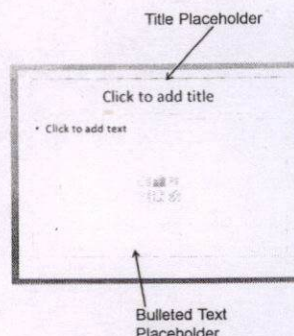 Title Placeholder
Click to add title
• Click to add text
Bulleted Text
Placeholder